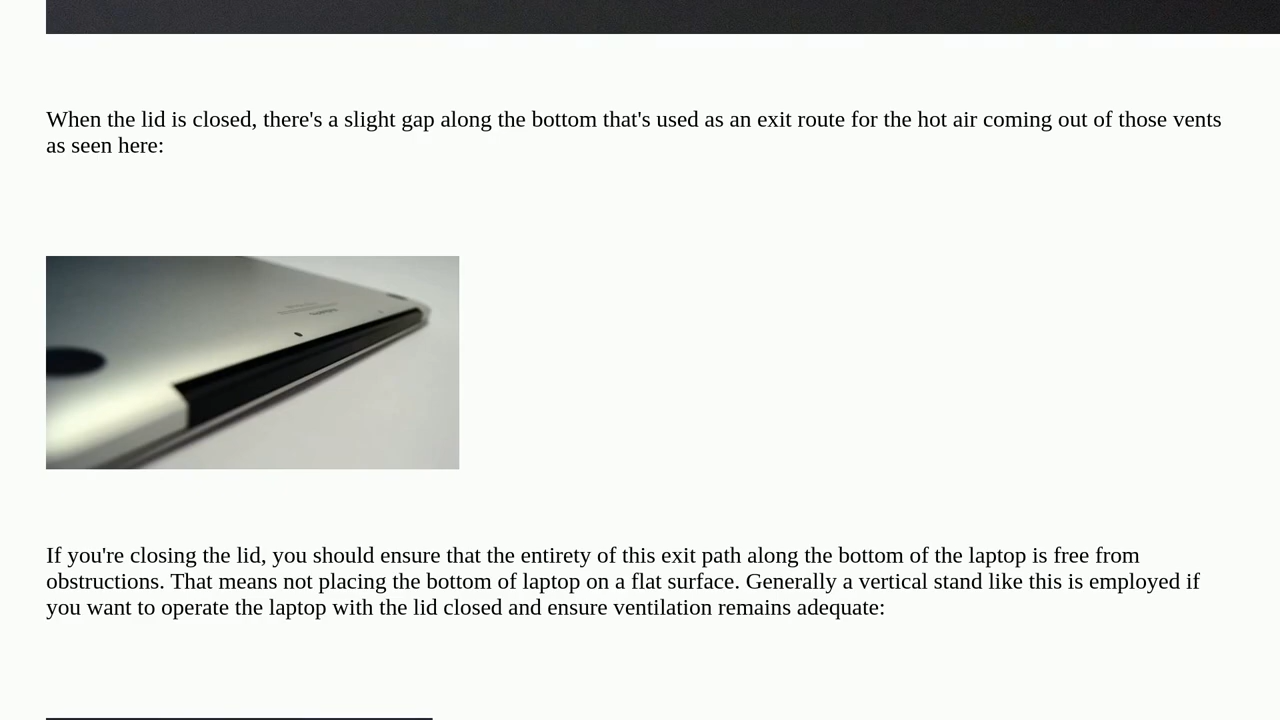 When the lid is closed, there's a slight gap along the bottom that's used as an exit route for the hot air coming out of those vents
as seen here:
If you're closing the lid, you should ensure that the entirety of this exit path along the bottom of the laptop is free from
obstructions. That means not placing the bottom of laptop on a flat surface. Generally a vertical stand like this is employed if
you want to operate the laptop with the lid closed and ensure ventilation remains adequate: